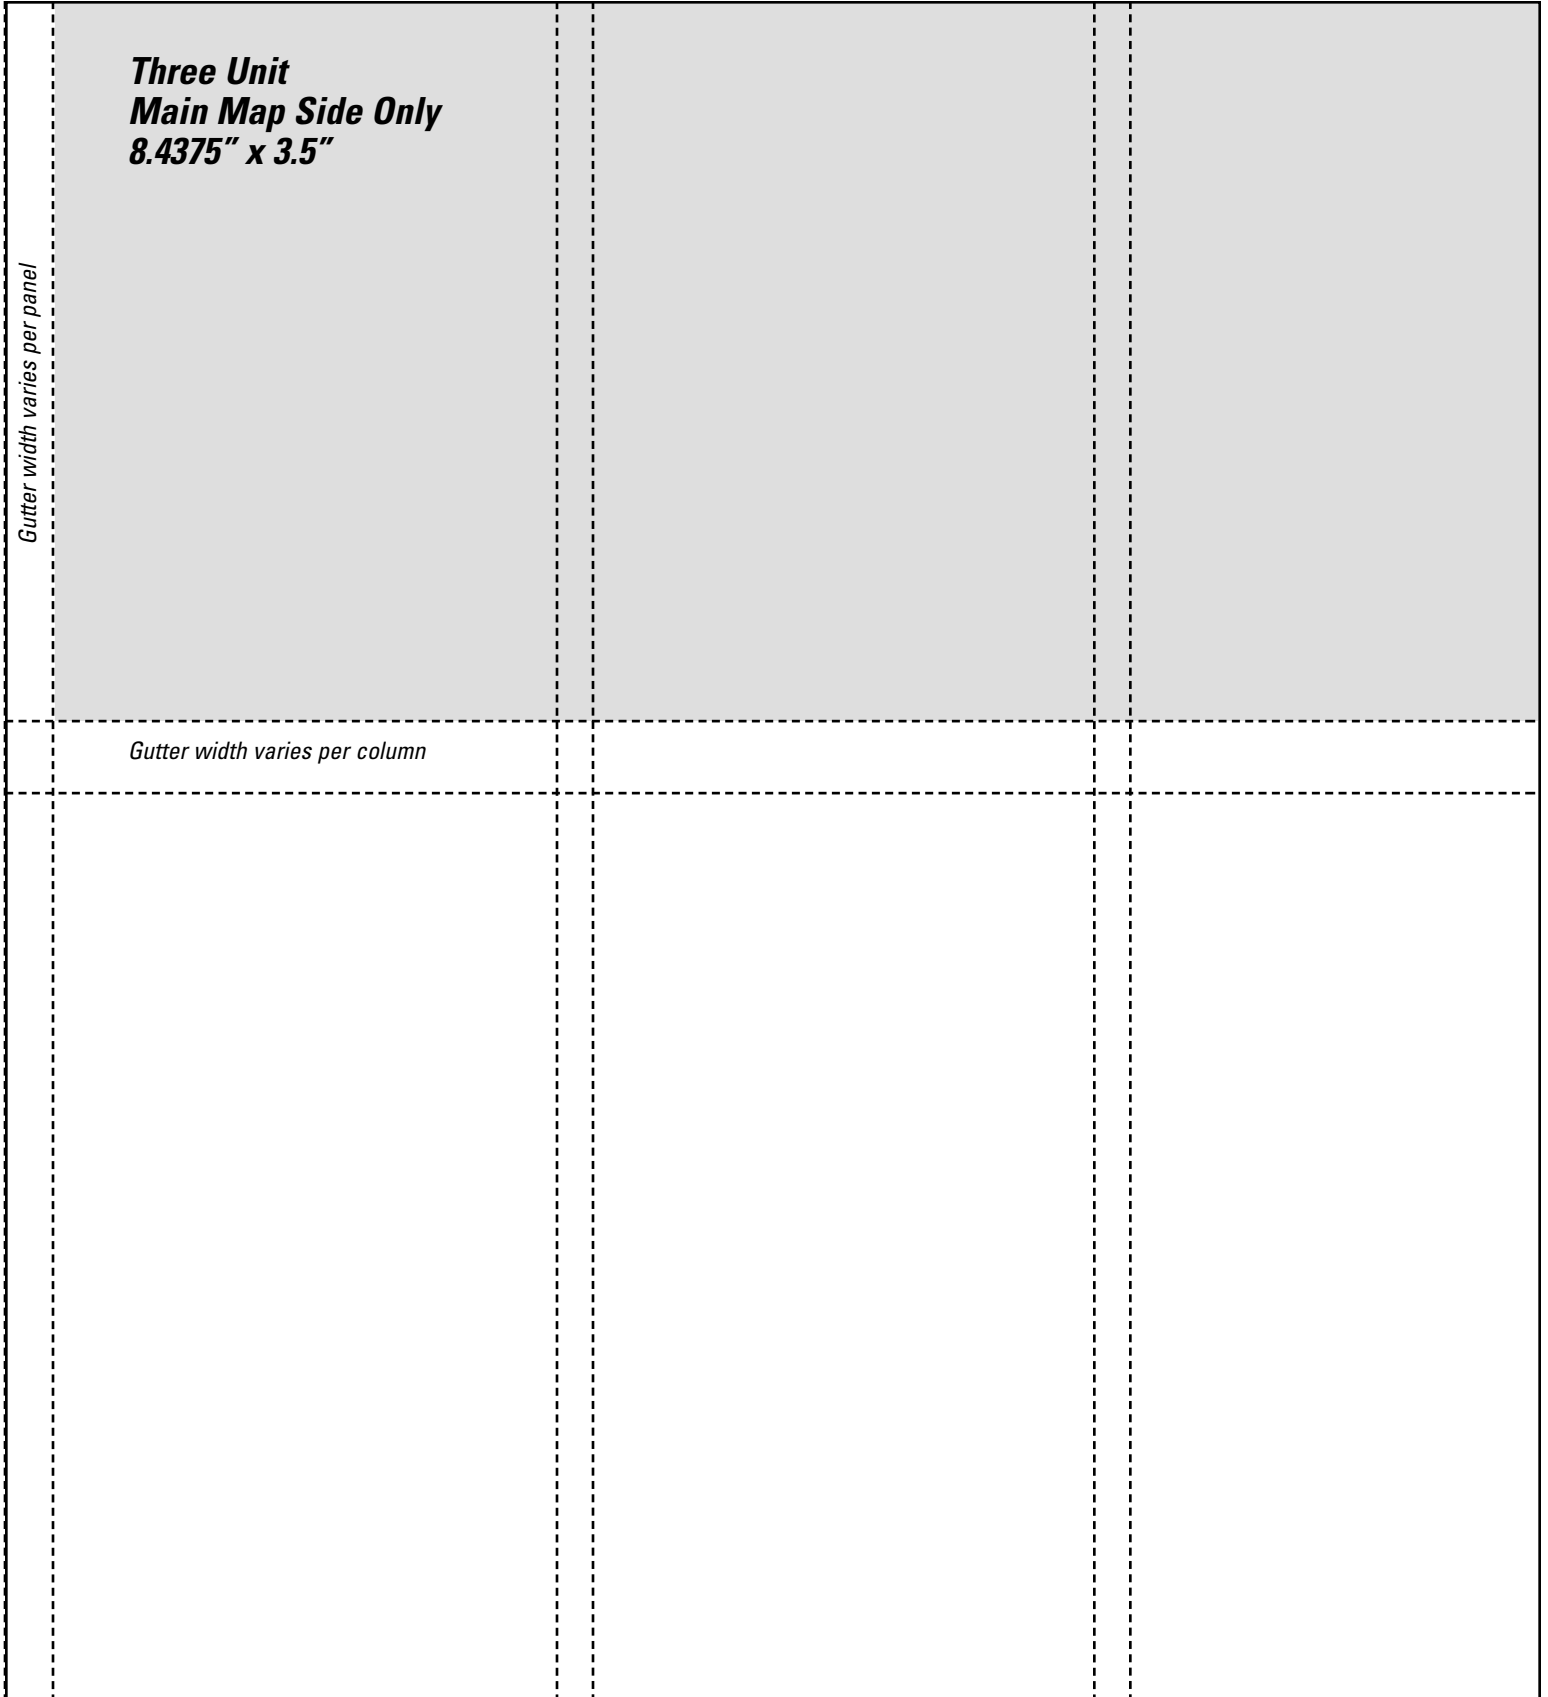 Three Unit
Main Map Side Only
8.4375″ x 3.5″
Gutter width varies per panel
Gutter width varies per column